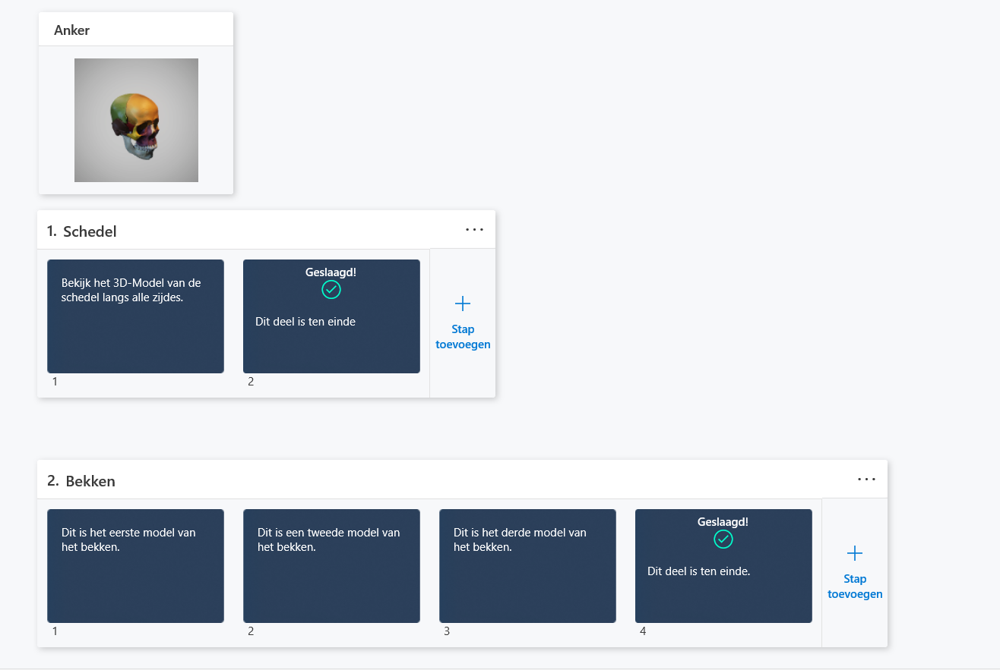 Anker
1. Schedel
...
Bekijk het 3D-Model van de
schedel langs alle zijdes.
1
Geslaagd!
Dit deel is ten einde
2
Stap
toevoegen
2. Bekken
...
Dit is het eerste model van
het bekken.
1
Dit is een tweede model van
het bekken.
2
Dit is het derde model van
het bekken.
3
Geslaagd!
Dit deel is ten einde.
4
Stap
toevoegen